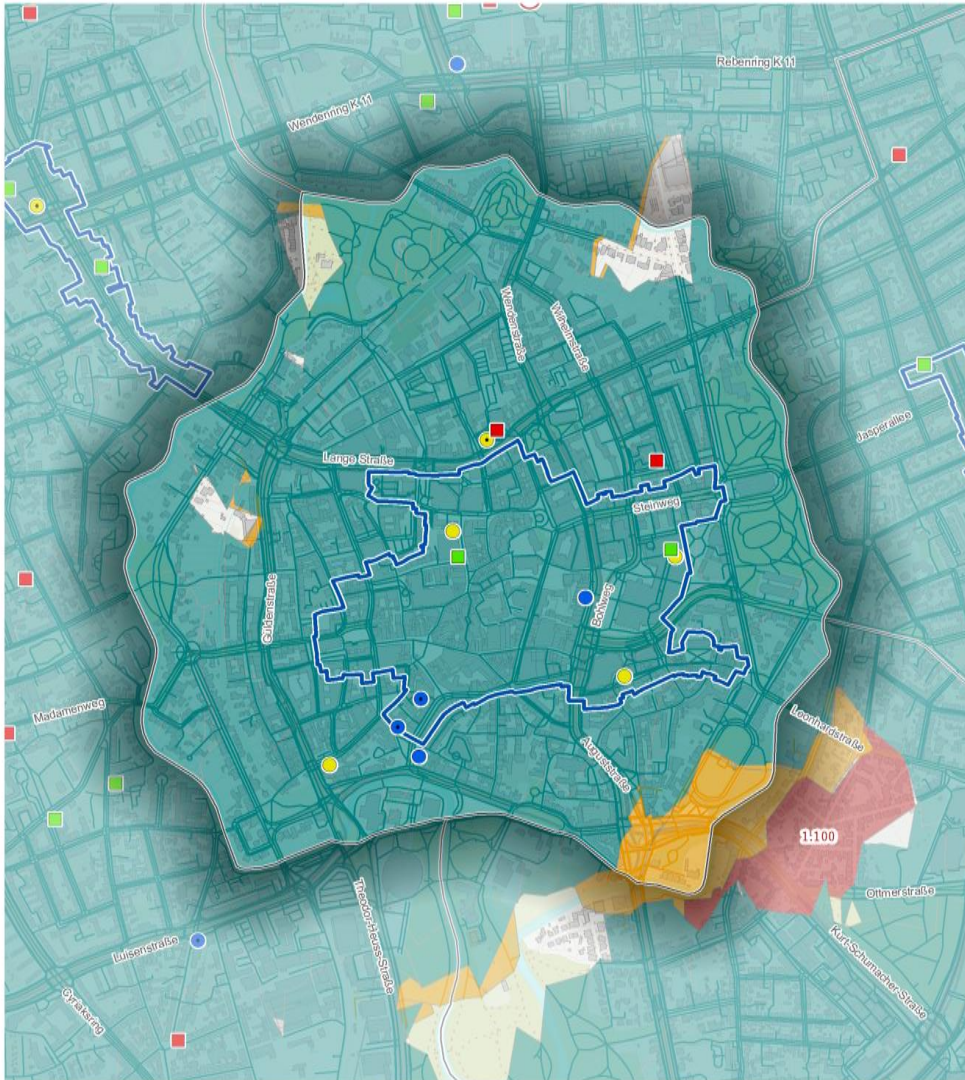 Rebenring K 11
Wendenring K 11
Wendenstraße
Wilhelmstraße
Jasperallee
Lange Straße
Steinweg
Güldenstraße
Bohlweg
Madamenweg
Leonhardstraße
Auguststraße
1:100
Ottmerstraße
Theodor-Heuss-Straße
Kurt-Schumacher-Straße
Luisenstraße
Cyriaksring